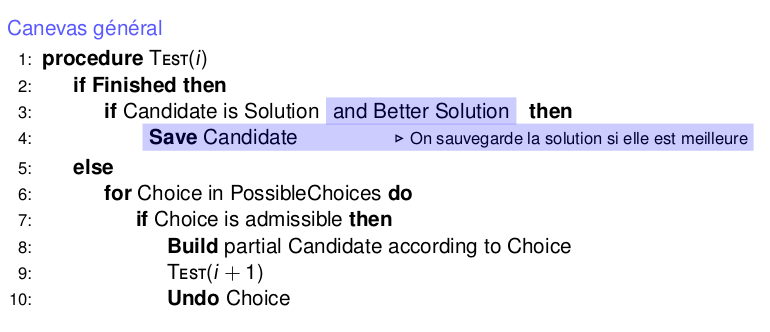 Canevas général
1: procedure TEST(i)
2: if Finished then
3: if Candidate is Solution and Better Solution then
4: Save Candidate ▷ On sauvegarde la solution si elle est meilleure
5: else
6: for Choice in PossibleChoices do
7: if Choice is admissible then
8: Build partial Candidate according to Choice
9: TEST(i + 1)
10: Undo Choice